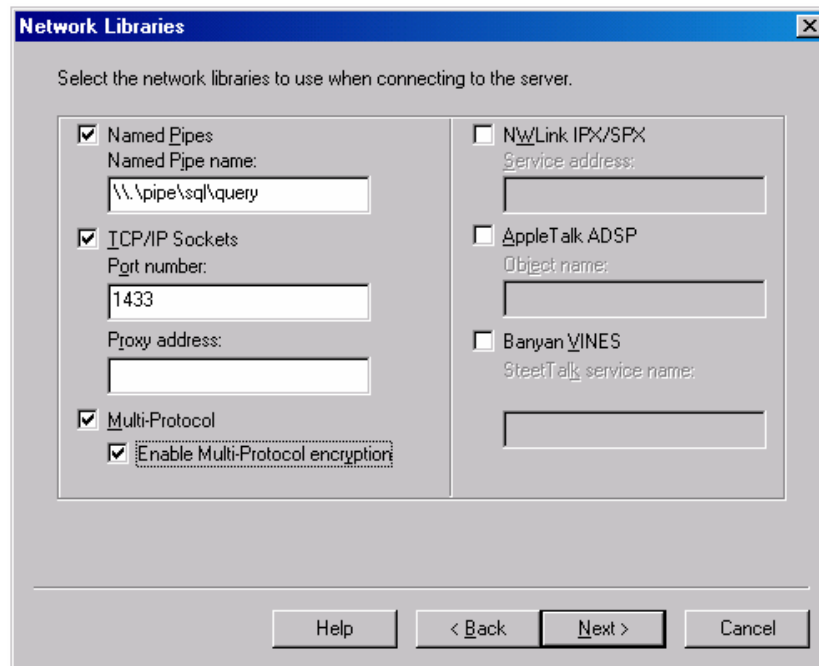 Network Libraries
Select the network libraries to use when connecting to the server.
Named Pipes
Named Pipe name:
\\.\pipe\sql\query
TCP/IP Sockets
Port number:
1433
Proxy address:
Multi-Protocol
Enable Multi-Protocol encryption
NWLink IPX/SPX
Service address:
AppleTalk ADSP
Object name:
Banyan VINES
SteetTalk service name:
Help
< Back
Next >
Cancel